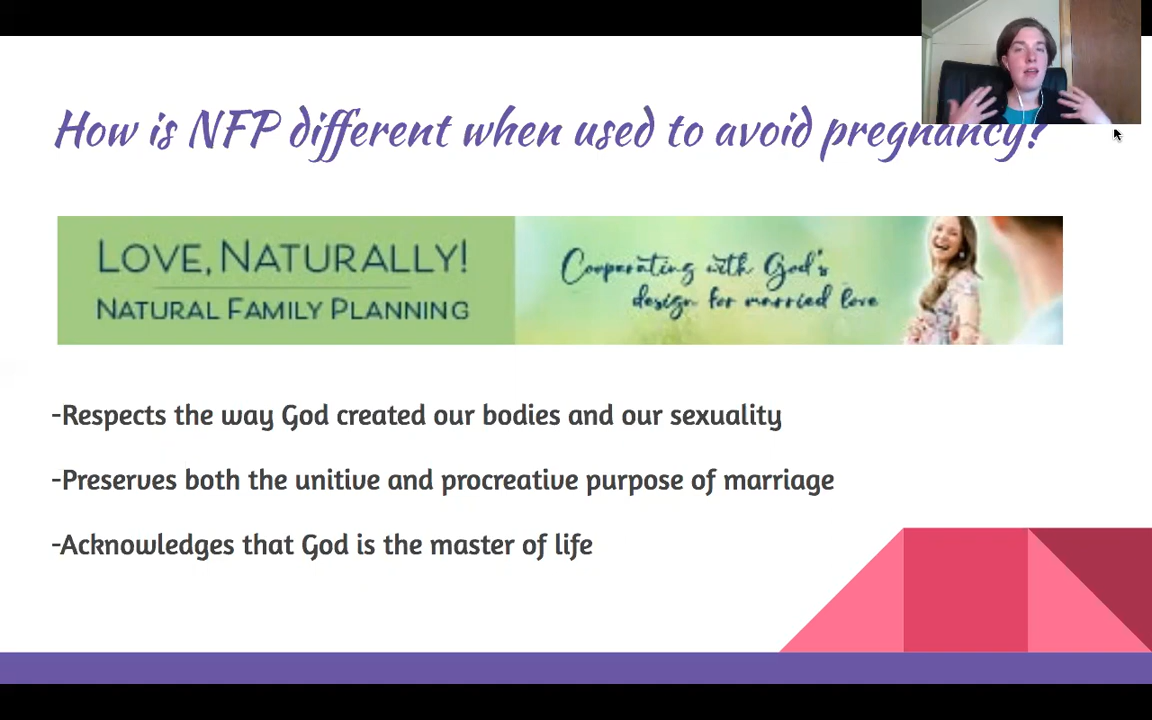 How is NFP different when used to avoid pregnancy?
LOVE, NATURALLY!
NATURAL FAMILY PLANNING
Cooperating with God's
design for married love
-Respects the way God created our bodies and our sexuality
-Preserves both the unitive and procreative purpose of marriage
-Acknowledges that God is the master of life